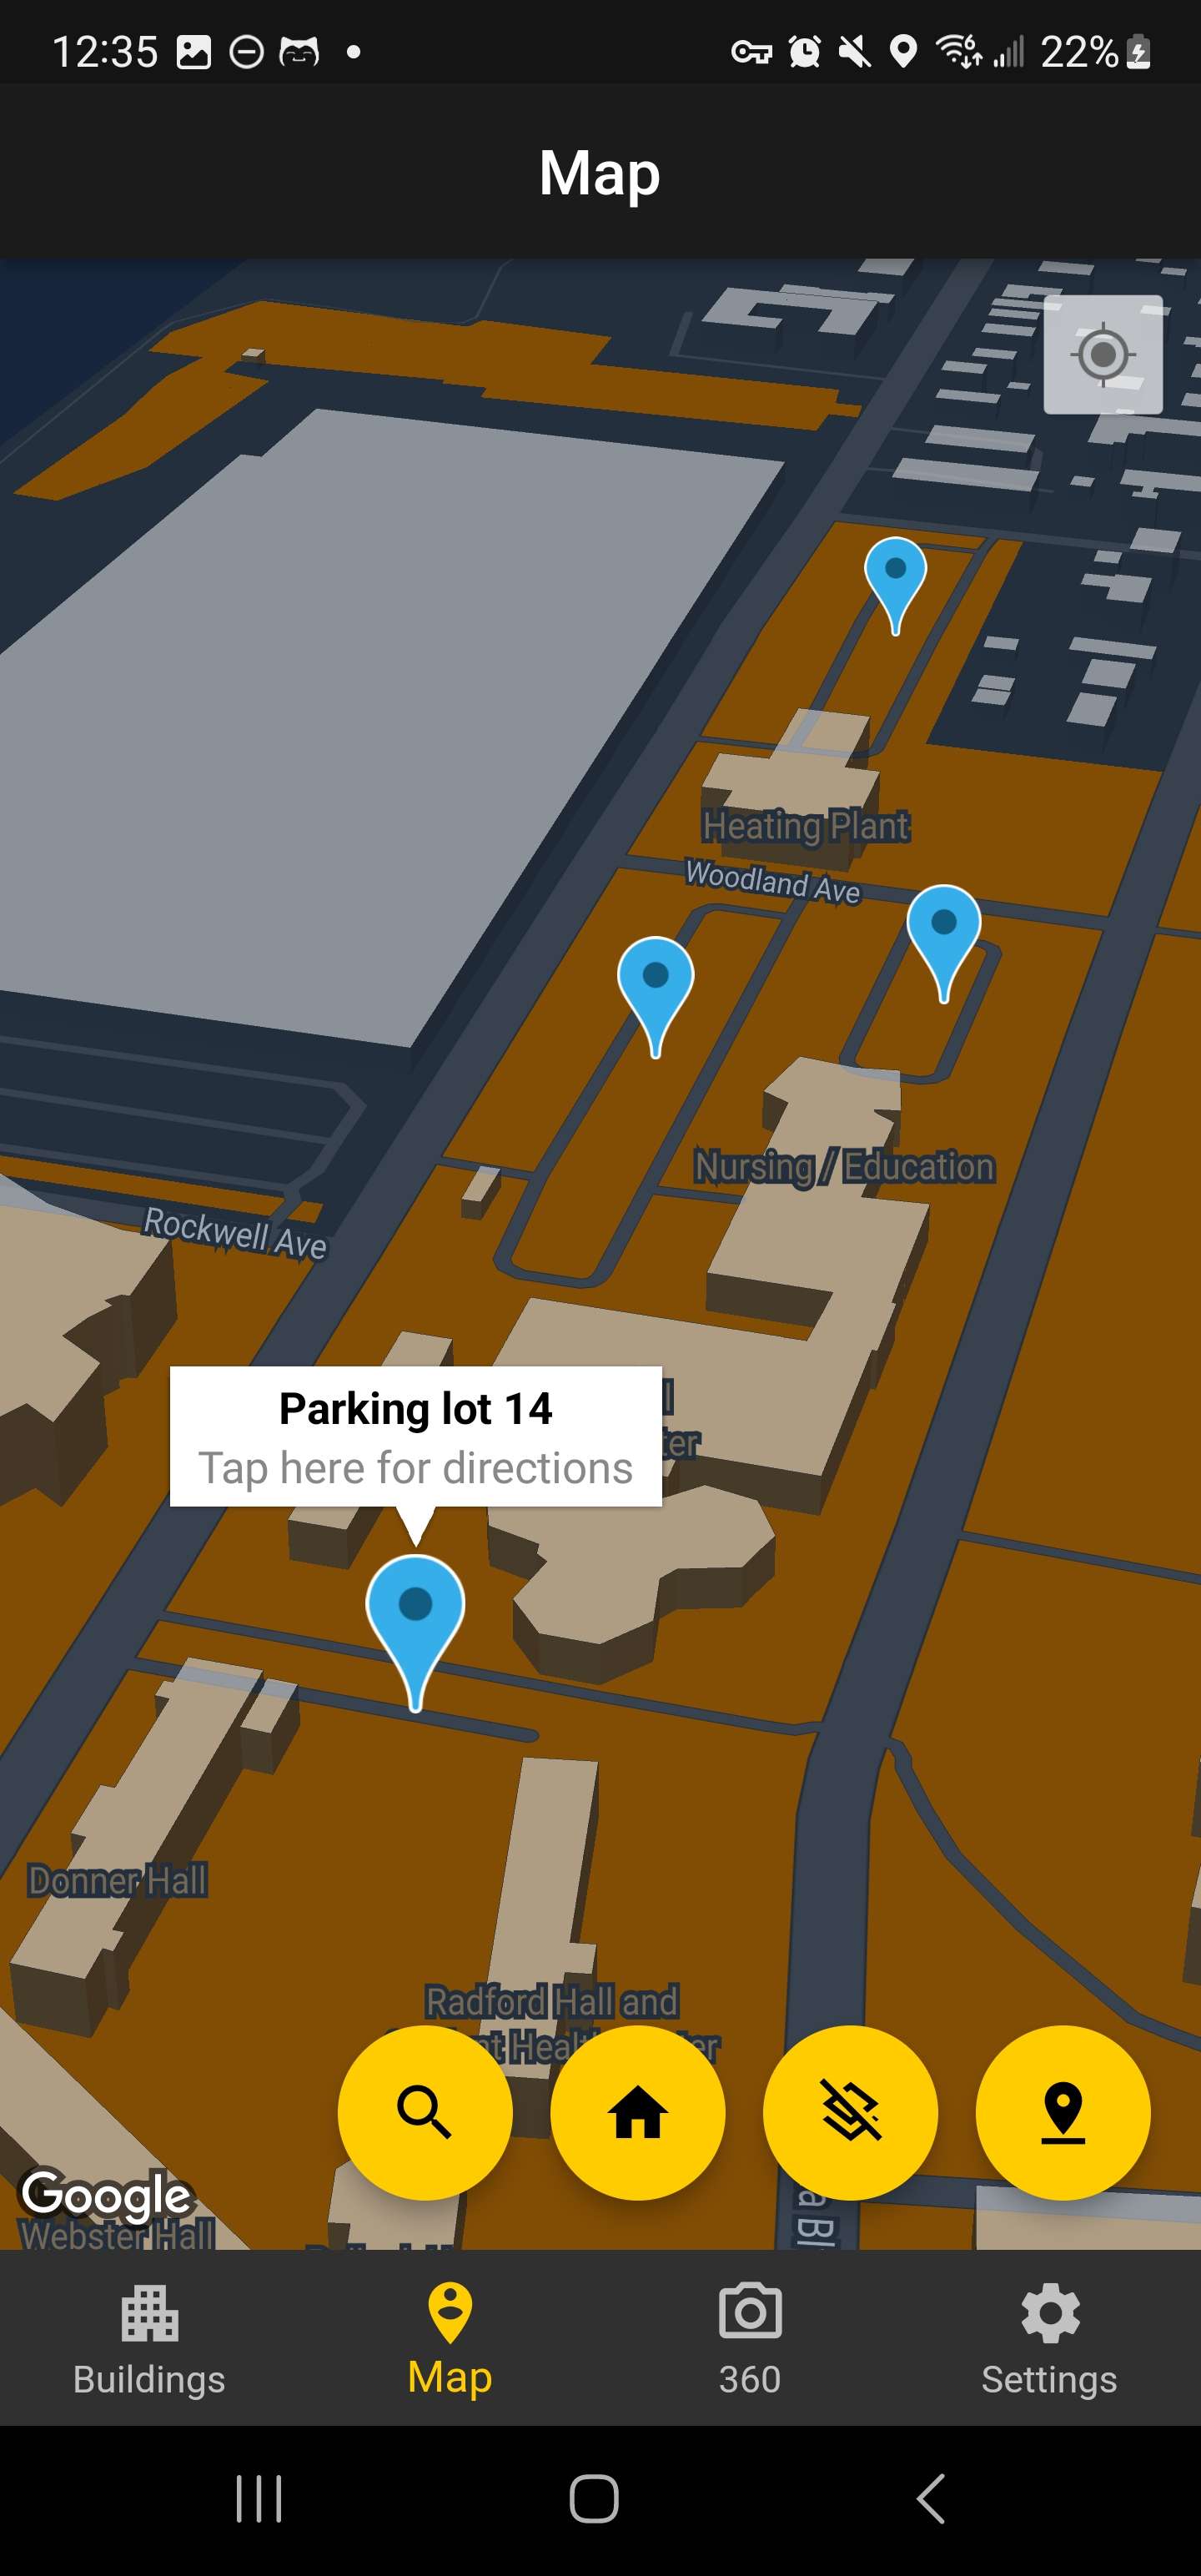 12:35
22%
Map
Heating Plant
Woodland Ave
Nursing / Education
Rockwell Ave
Parking lot 14
Tap here for directions
Donner Hall
Radford Hall and
Google
Webster Hall
Buildings
Map
360
Settings